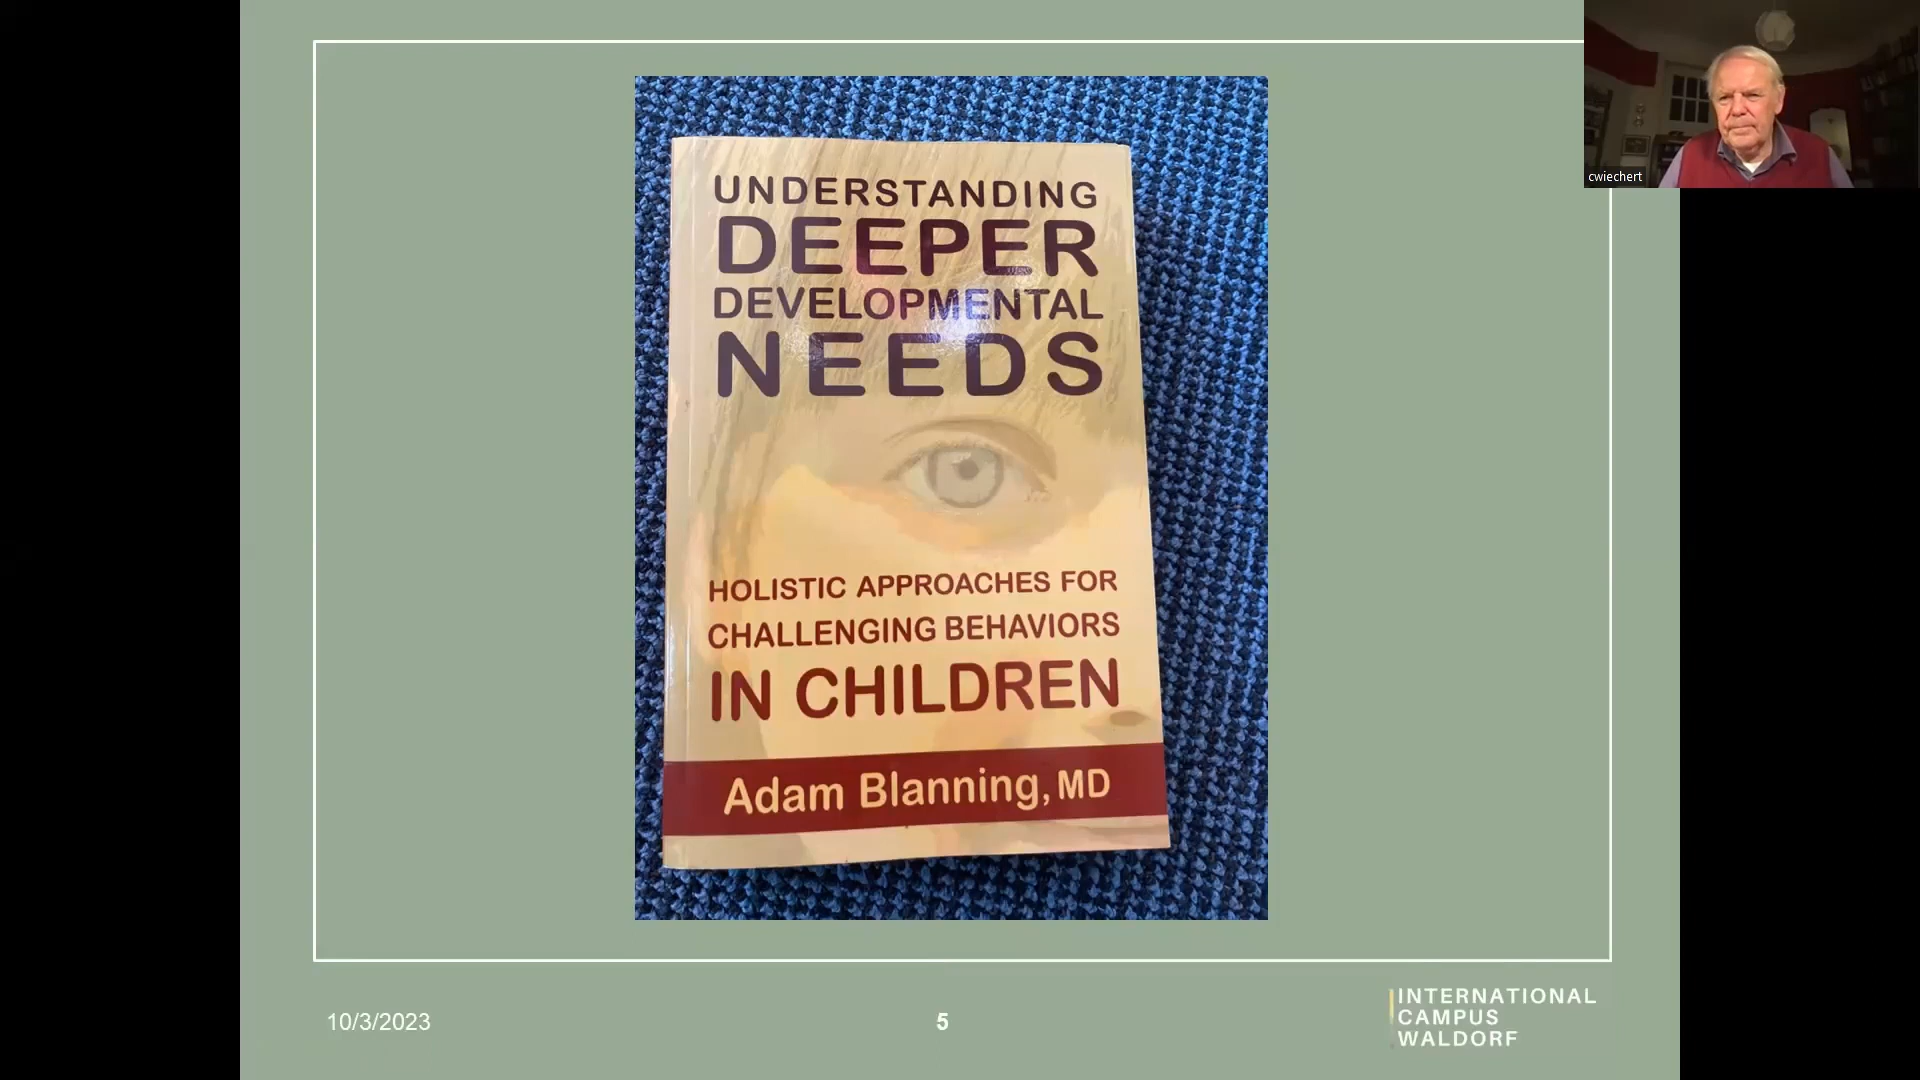 UNDERSTANDING
DEEPER
DEVELOPMENTAL
NEEDS
HOLISTIC APPROACHES FOR
CHALLENGING BEHAVIORS
IN CHILDREN
Adam Blanning, MD
cwiechert
10/3/2023
5
INTERNATIONAL
CAMPUS
WALDORF